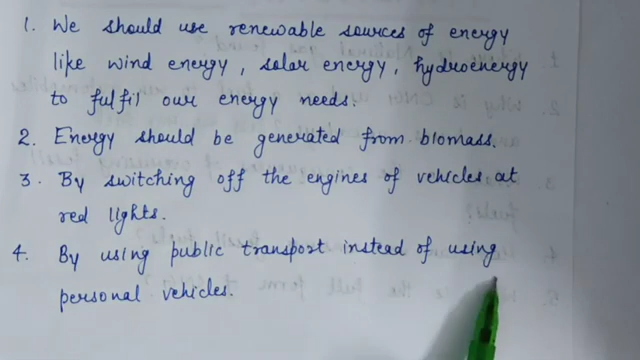 1. We should use renewable sources of energy
like wind energy, solar energy, hydroenergy
to fulfil our energy needs.
2. Energy should be generated from biomass.
3. By switching off the engines of vehicles at
red lights.
4. By using public transport instead of using
personal vehicles.